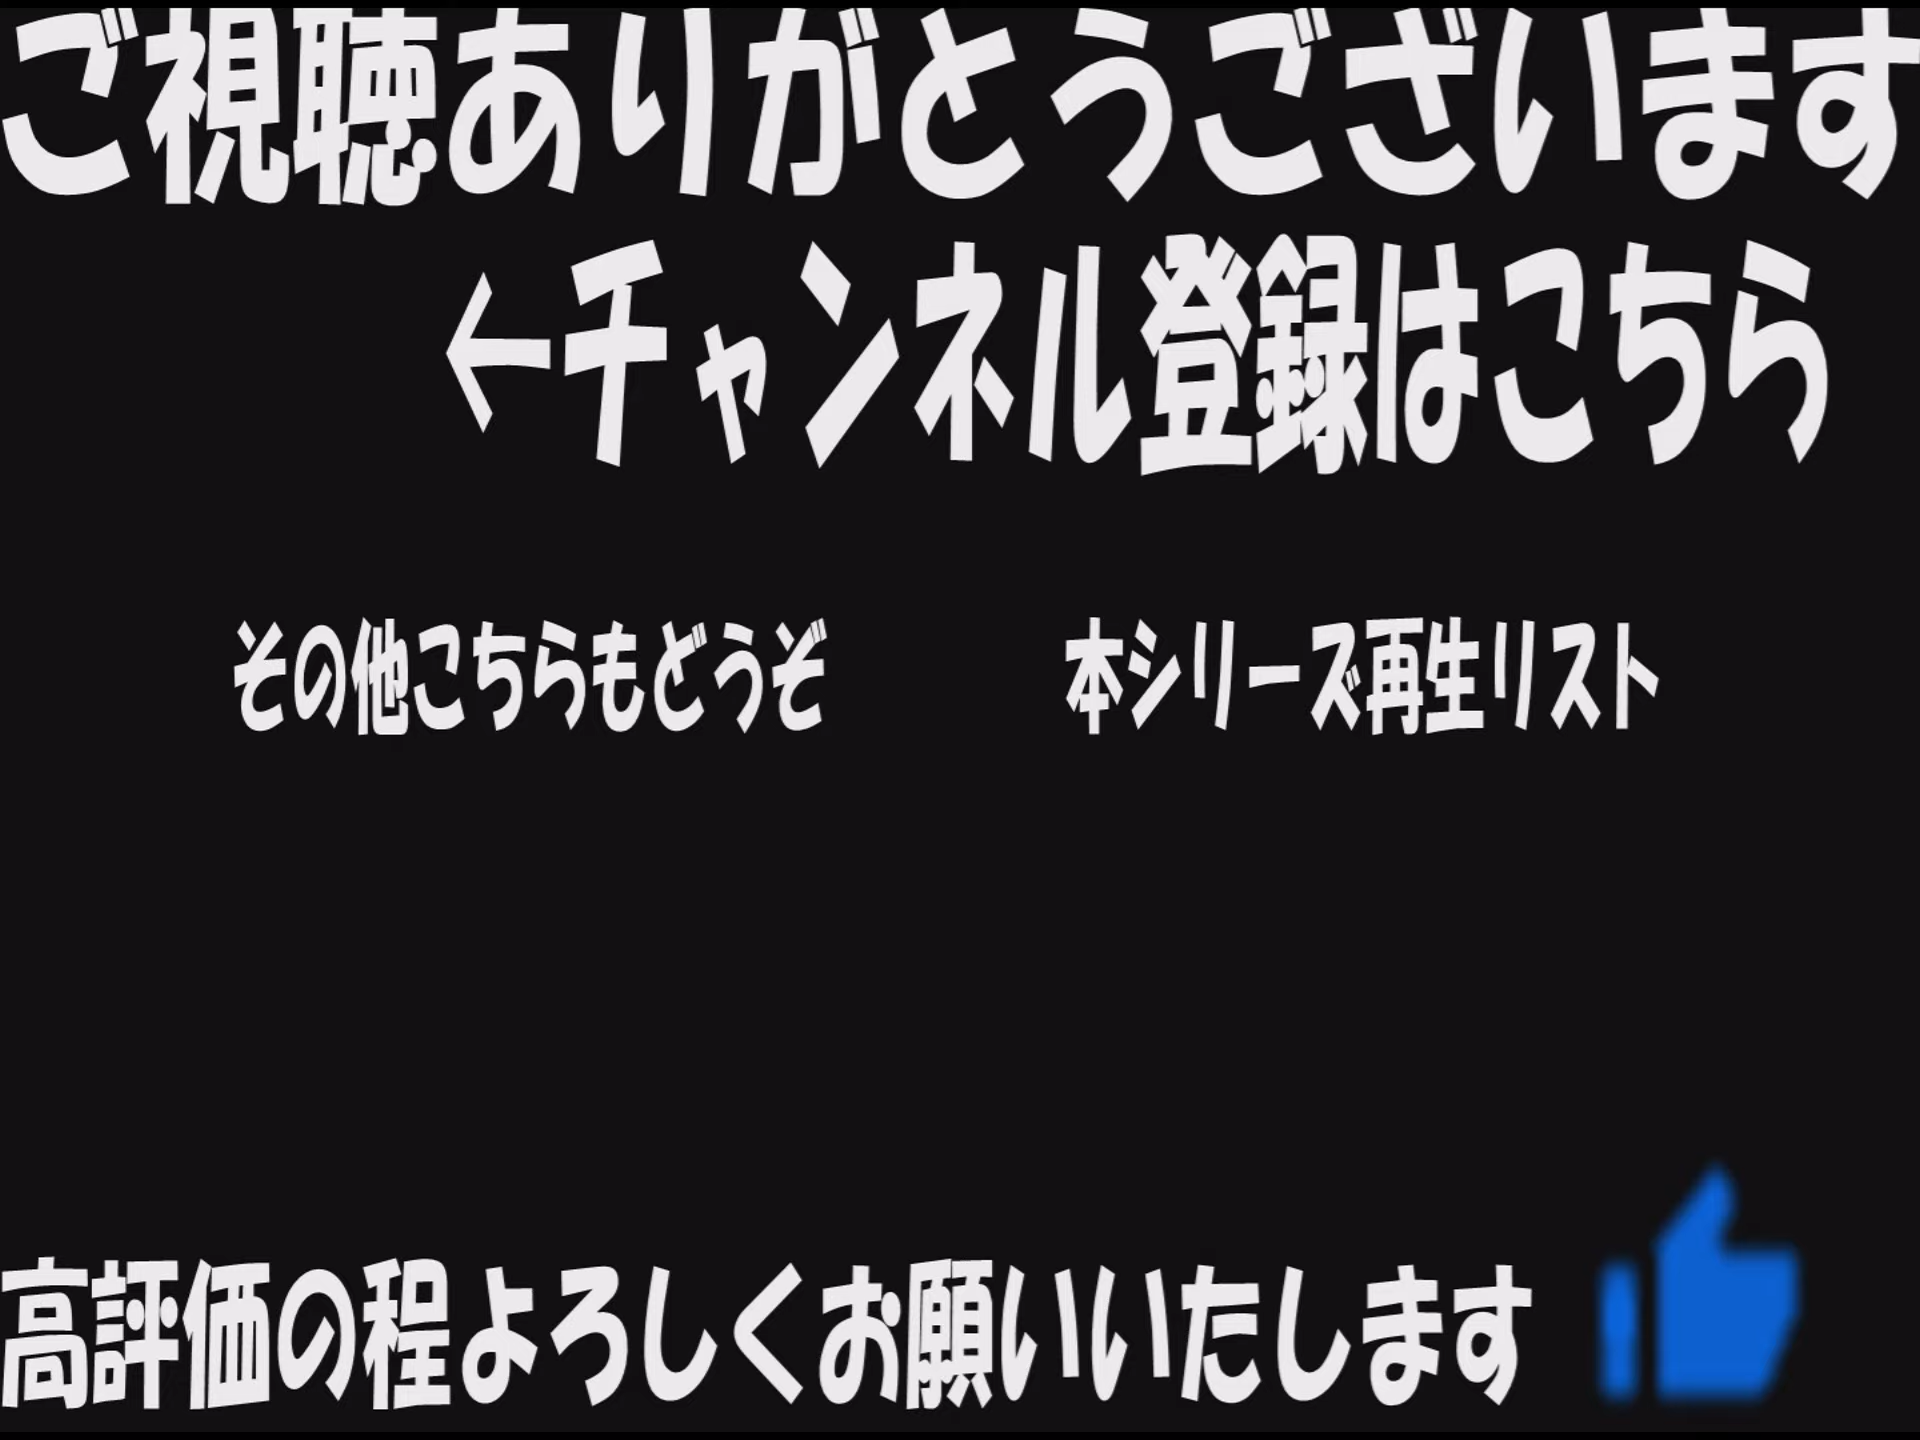 ご視聴ありがとうございます
←チャンネル登録はこちら
その他こちらもどうぞ
本シリーズ再生リスト
高評価の程よろしくお願いいたします